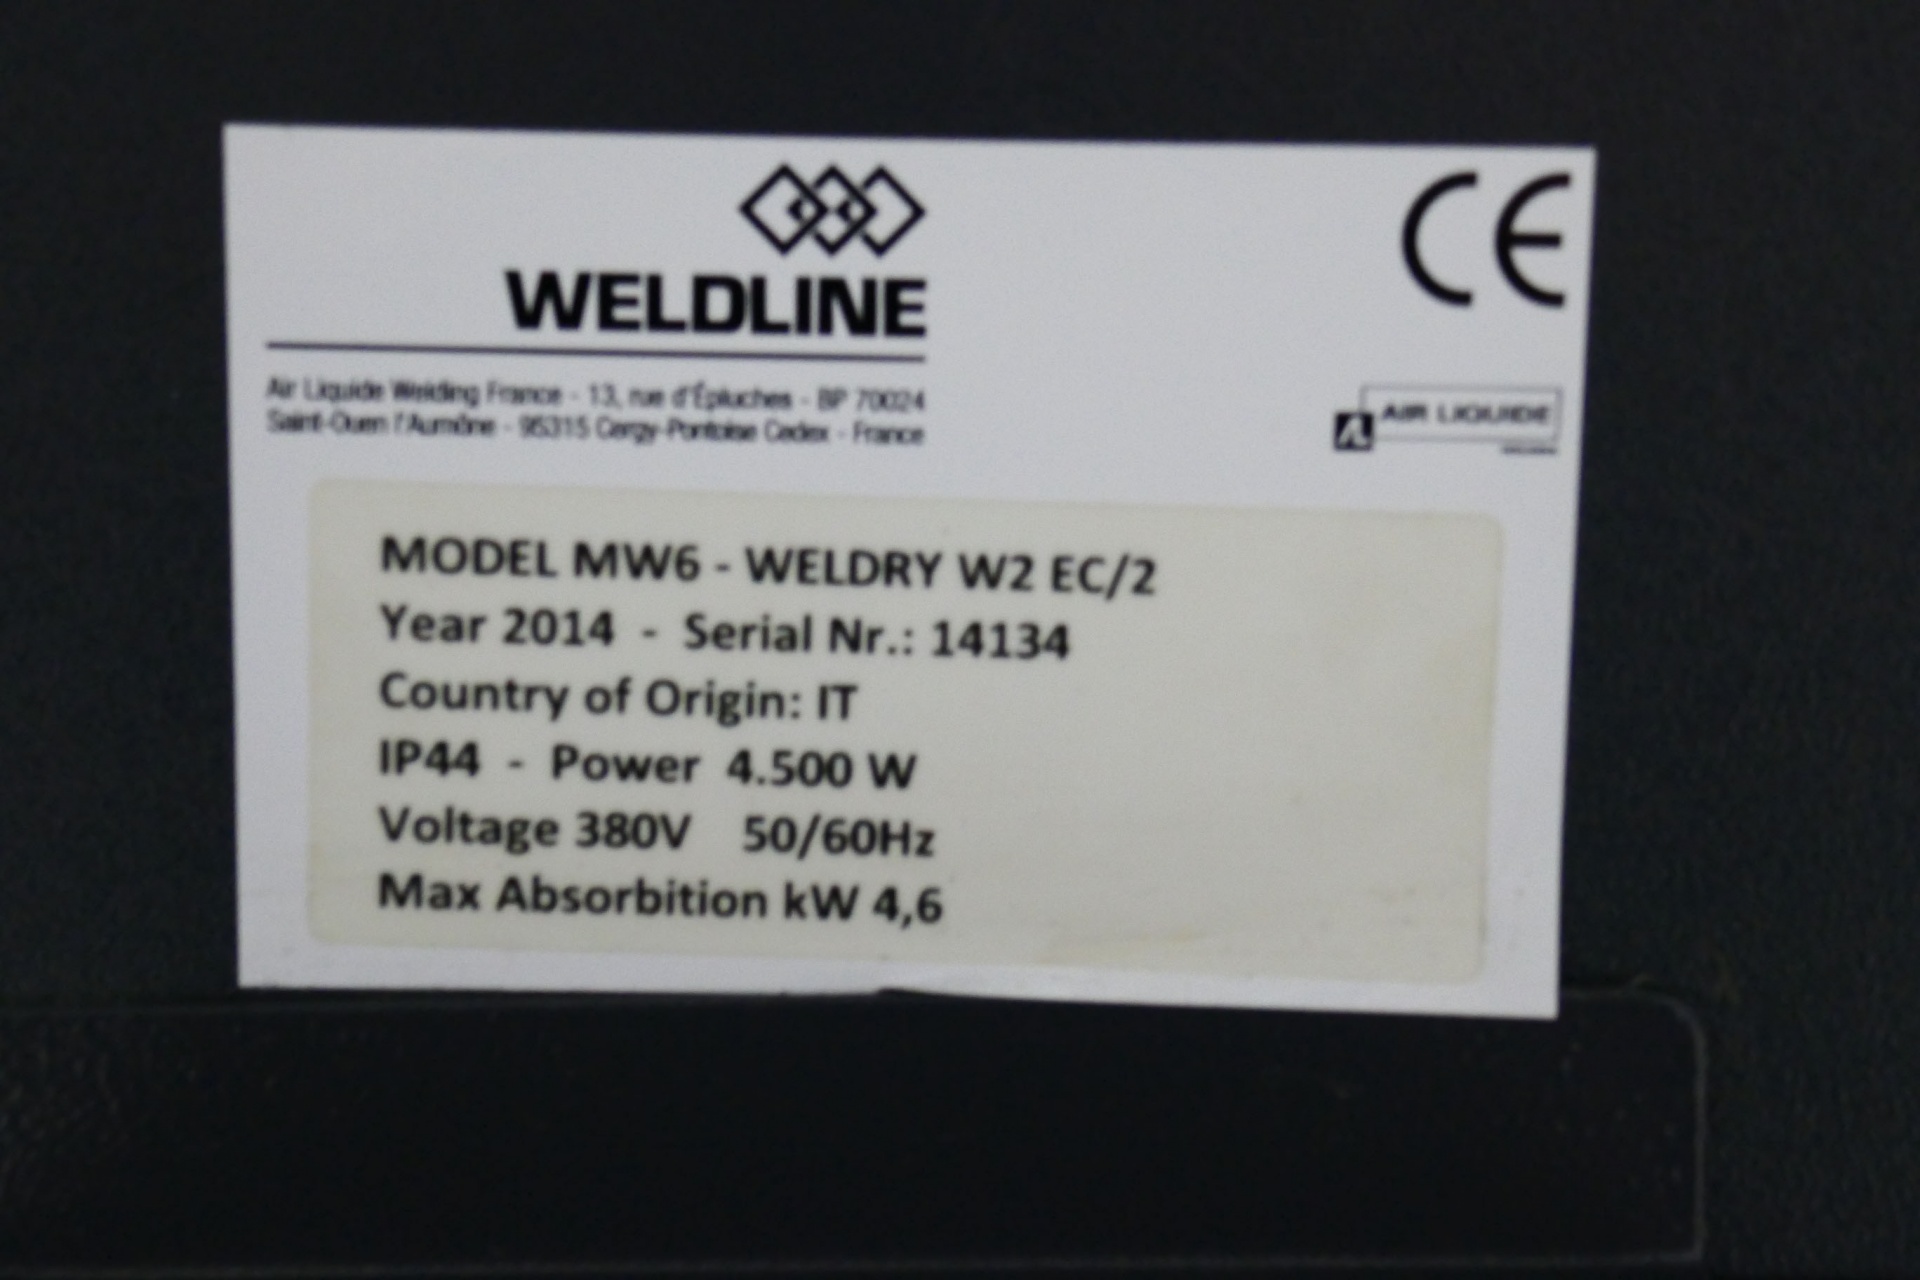 WELDLINE
CE
Air Liquide Welding France - 13, rue d'Épluches - BP 70024
Saint-Ouen l'Aumône - 95315 Cergy-Pontoise Cedex - France
AIR LIQUIDE
MODEL MW6 - WELDRY W2 EC/2
Year 2014 - Serial Nr.: 14134
Country of Origin: IT
IP44 - Power 4.500 W
Voltage 380V 50/60Hz
Max Absorbition kW 4,6